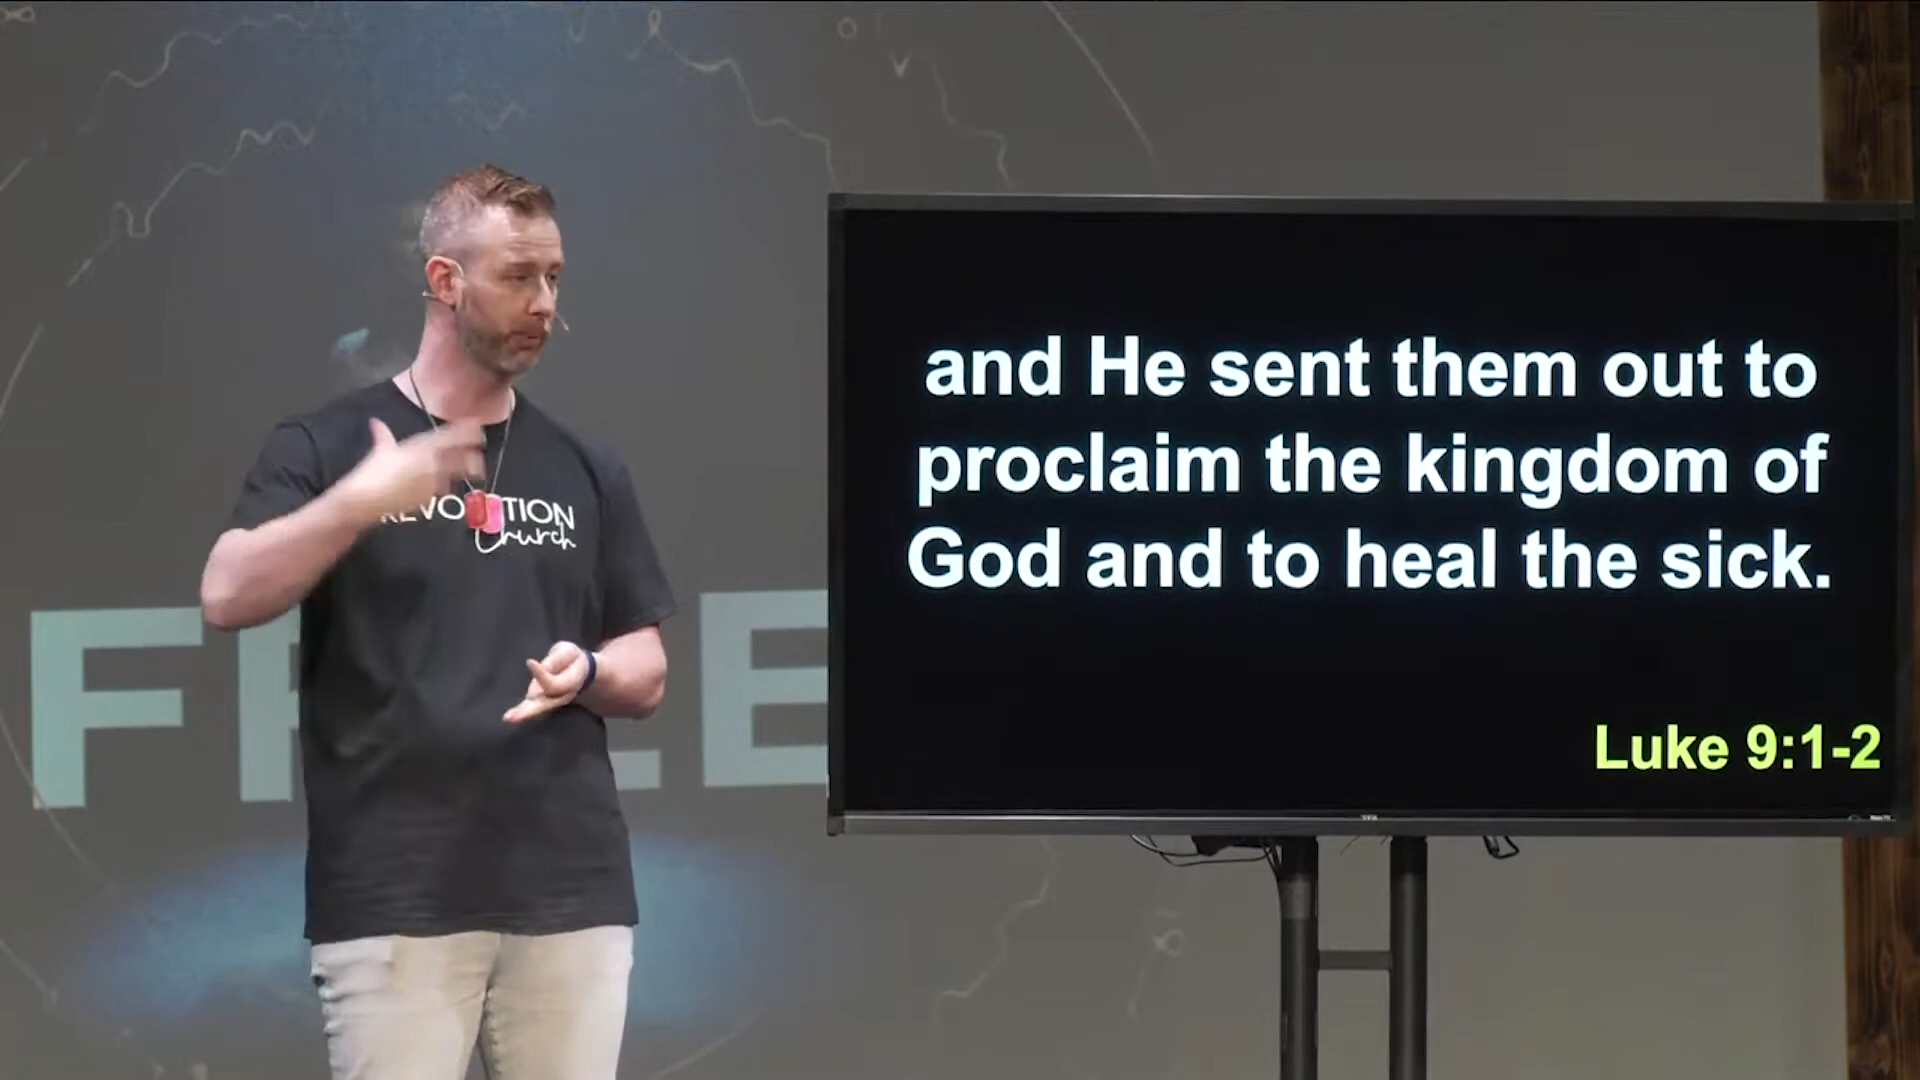 and He sent them out to
proclaim the kingdom of
God and to heal the sick.
Luke 9:1-2
Church